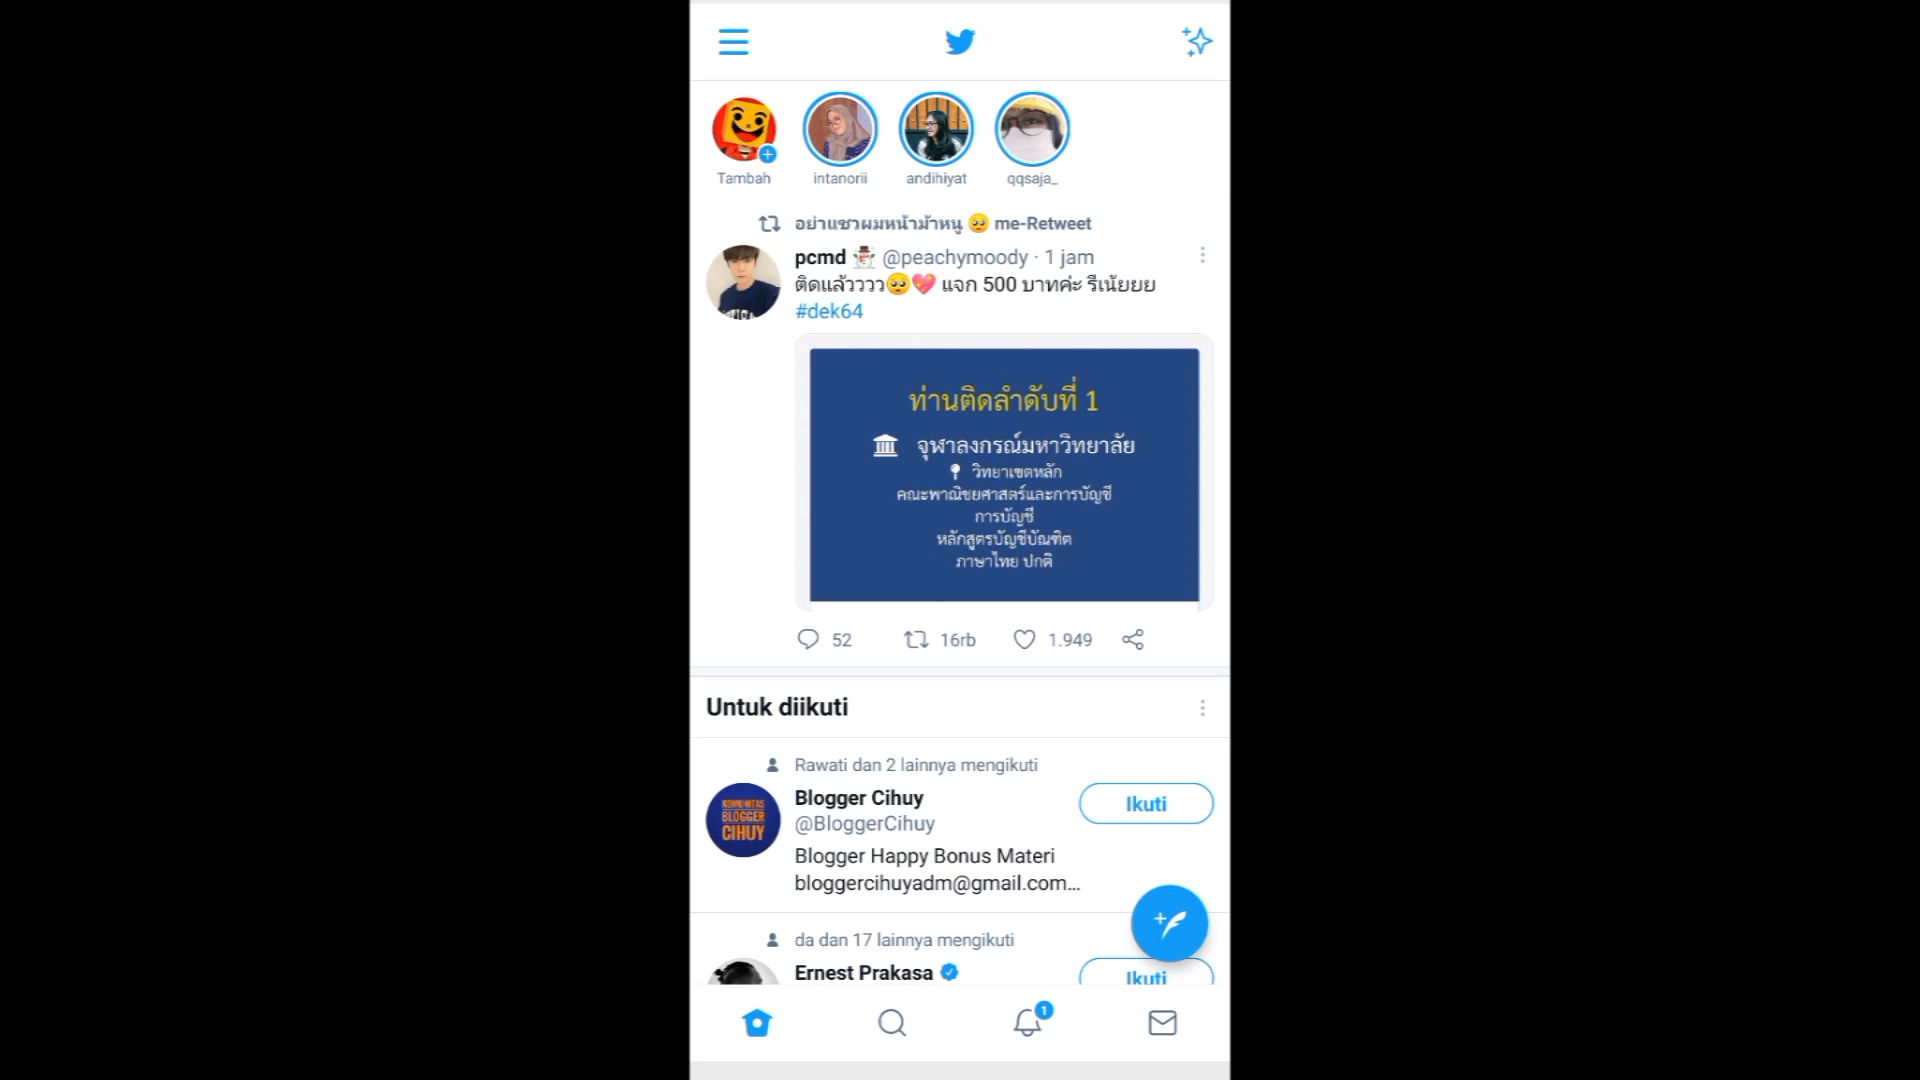 Tambah
intanorii
andihiyat
qqsaja_
อย่าแซวผมหน้าม้าหนู 🥺 me-Retweet
pcmd ☃️ @peachymoody · 1 jam
ติดแล้วววว🥺💖 แจก 500 บาทค่ะ รีเน้ยยย
#dek64
ท่านติดลำดับที่ 1
จุฬาลงกรณ์มหาวิทยาลัย
วิทยาเขตหลัก
คณะพาณิชยศาสตร์และการบัญชี
การบัญชี
หลักสูตรบัญชีบัณฑิต
ภาษาไทย ปกติ
52 16rb 1.949
Untuk diikuti
Rawati dan 2 lainnya mengikuti
KOMUNITAS
BLOGGER
CIHUY
Blogger Cihuy
@BloggerCihuy
Ikuti
Blogger Happy Bonus Materi
bloggercihuyadm@gmail.com...
da dan 17 lainnya mengikuti
Ernest Prakasa
Ikuti
1